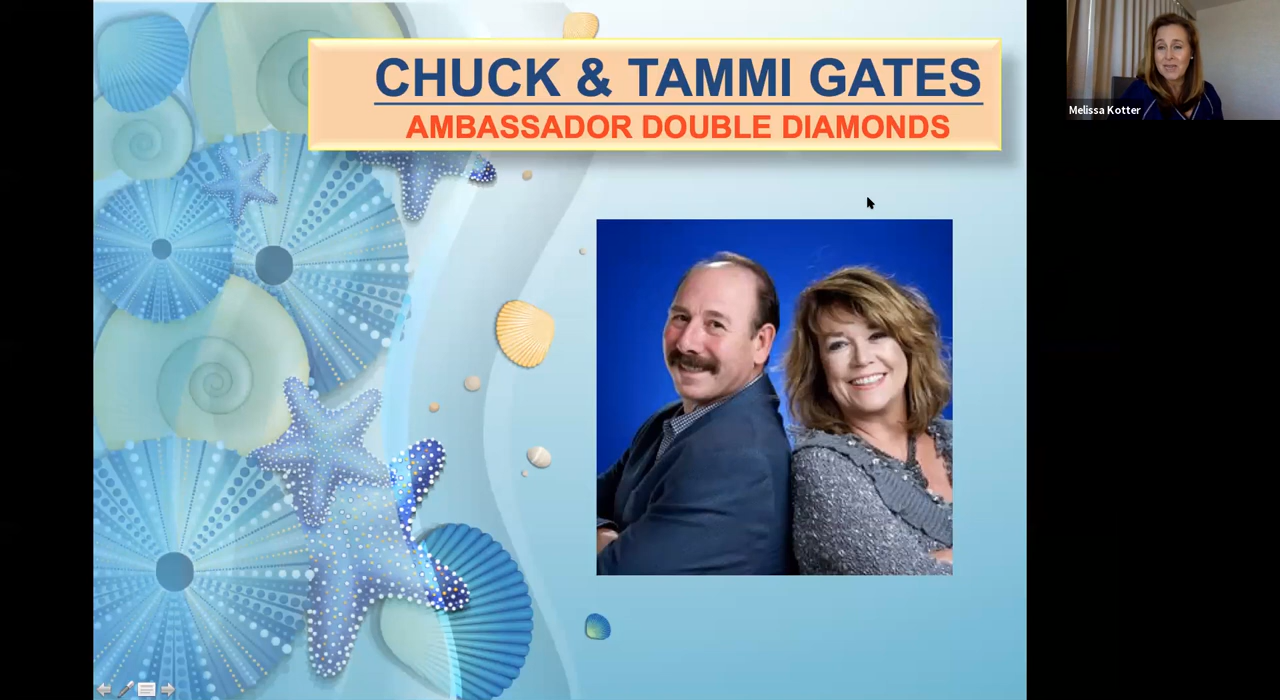 CHUCK & TAMMI GATES
AMBASSADOR DOUBLE DIAMONDS
Melissa Kotter